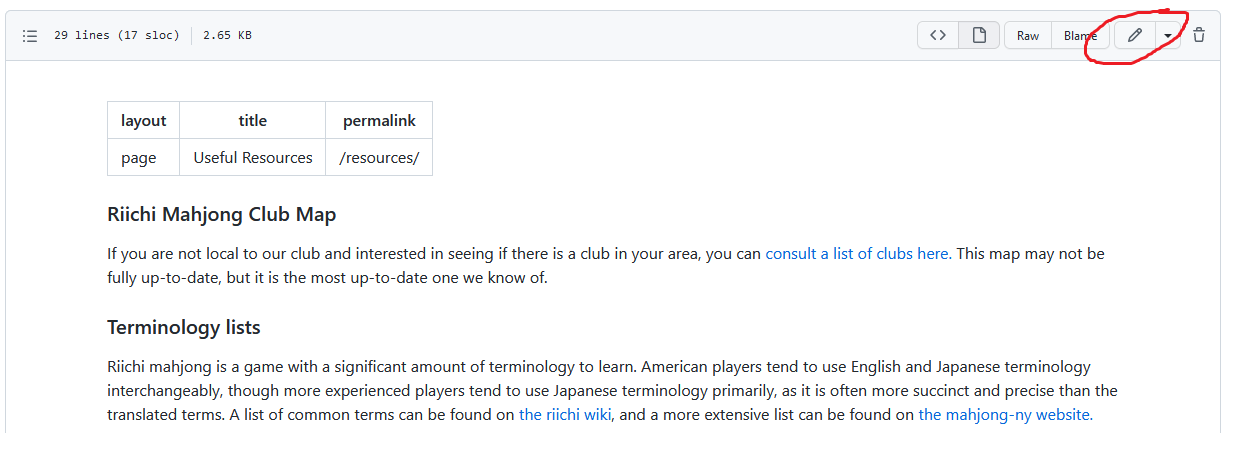 29 lines (17 sloc) 2.65 KB Raw Blame
layout title permalink
page Useful Resources /resources/
Riichi Mahjong Club Map
If you are not local to our club and interested in seeing if there is a club in your area, you can consult a list of clubs here. This map may not be
fully up-to-date, but it is the most up-to-date one we know of.
Terminology lists
Riichi mahjong is a game with a significant amount of terminology to learn. American players tend to use English and Japanese terminology
interchangeably, though more experienced players tend to use Japanese terminology primarily, as it is often more succinct and precise than the
translated terms. A list of common terms can be found on the riichi wiki, and a more extensive list can be found on the mahjong-ny website.